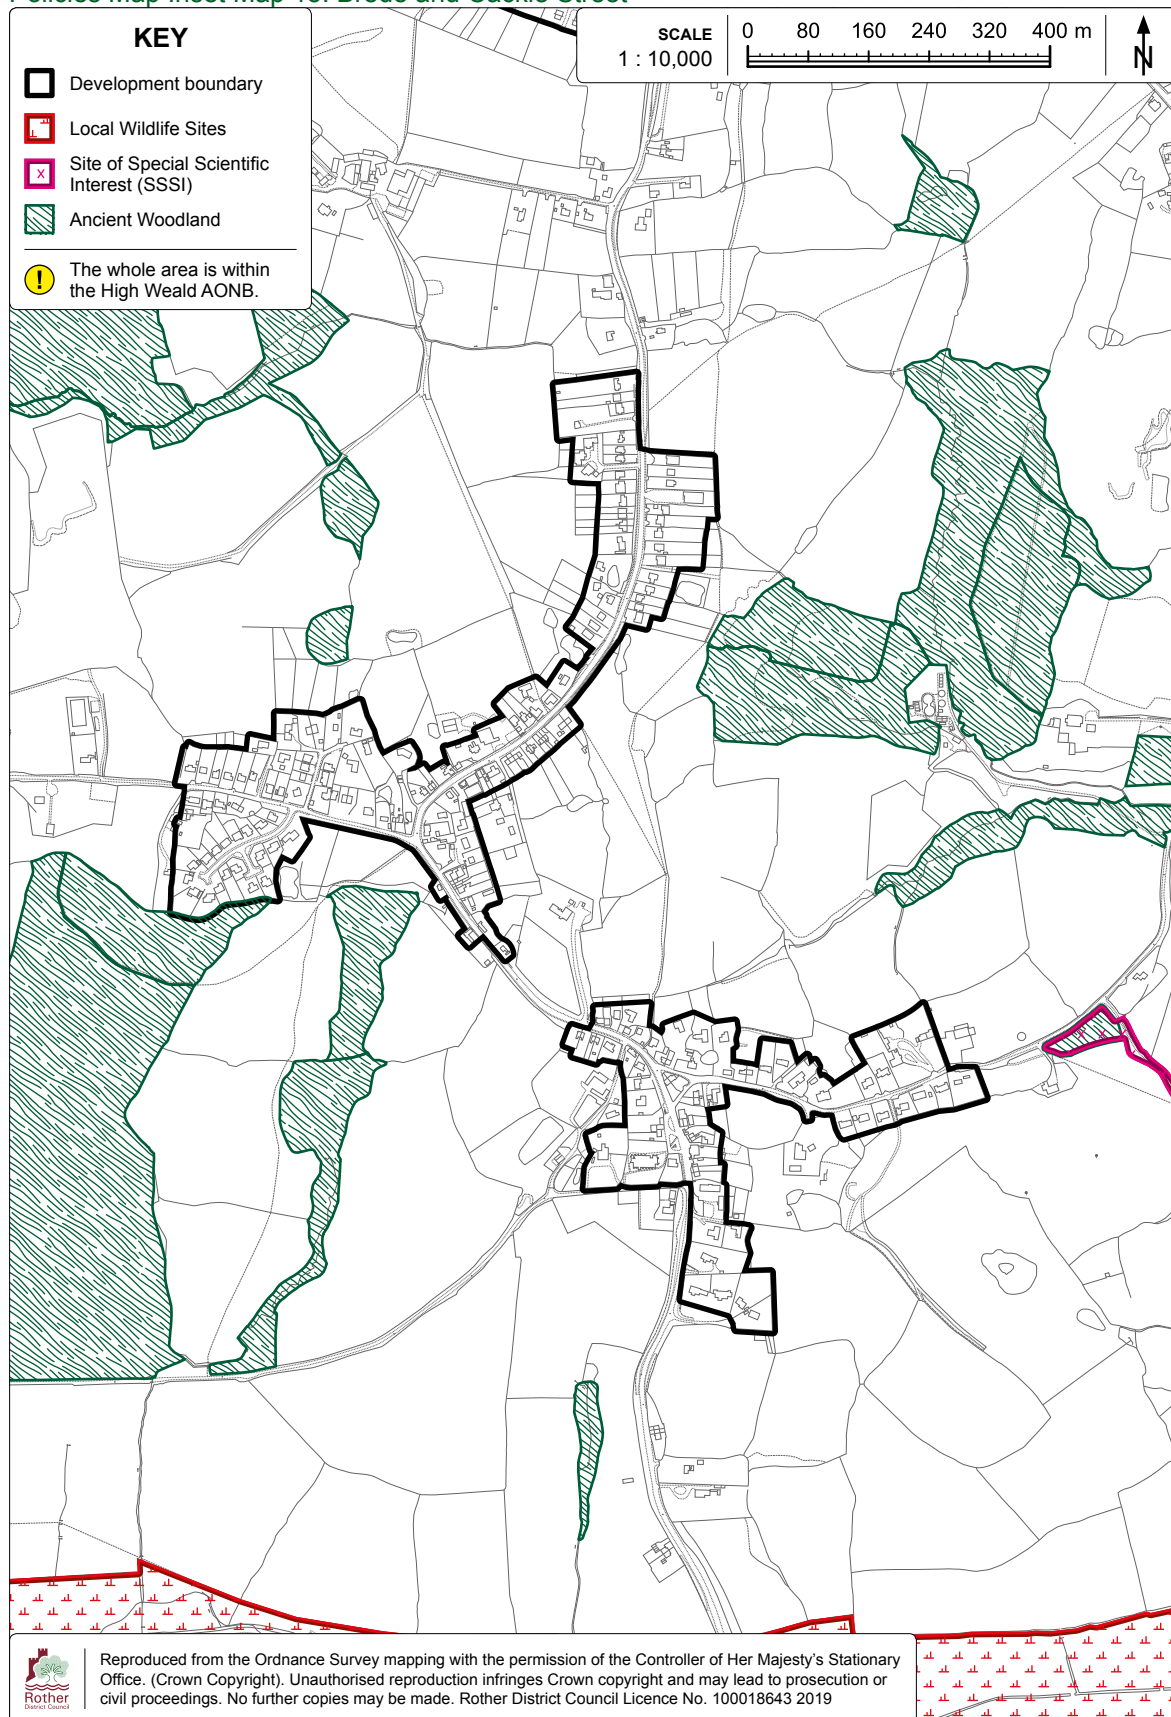 KEY
Development boundary
Local Wildlife Sites
Site of Special Scientific
Interest (SSSI)
Ancient Woodland
!
The whole area is within
the High Weald AONB.
SCALE
1 : 10,000
0 80 160 240 320 400 m
N
Reproduced from the Ordnance Survey mapping with the permission of the Controller of Her Majesty's Stationary
Office. (Crown Copyright). Unauthorised reproduction infringes Crown copyright and may lead to prosecution or
civil proceedings. No further copies may be made. Rother District Council Licence No. 100018643 2019
Rother
District Council